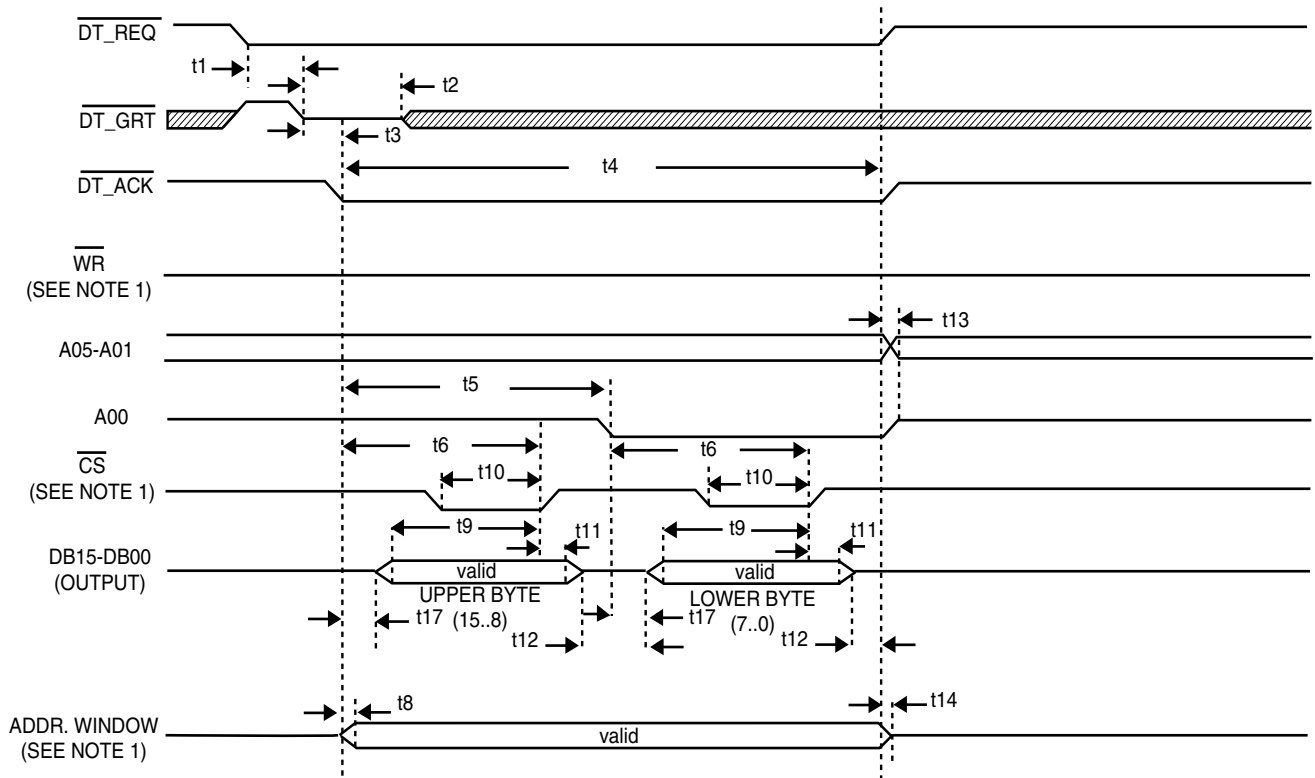 DT_REQ
t1
t2
DT_GRT
t3
t4
DT_ACK
WR
(SEE NOTE 1)
t13
A05-A01
t5
A00
t6
t6
CS
(SEE NOTE 1)
t10
t10
t9
t11
t9
t11
DB15-DB00
(OUTPUT)
valid
valid
UPPER BYTE
(15..8)
LOWER BYTE
(7..0)
t17
t12
t17
t12
t8
t14
ADDR. WINDOW
(SEE NOTE 1)
valid